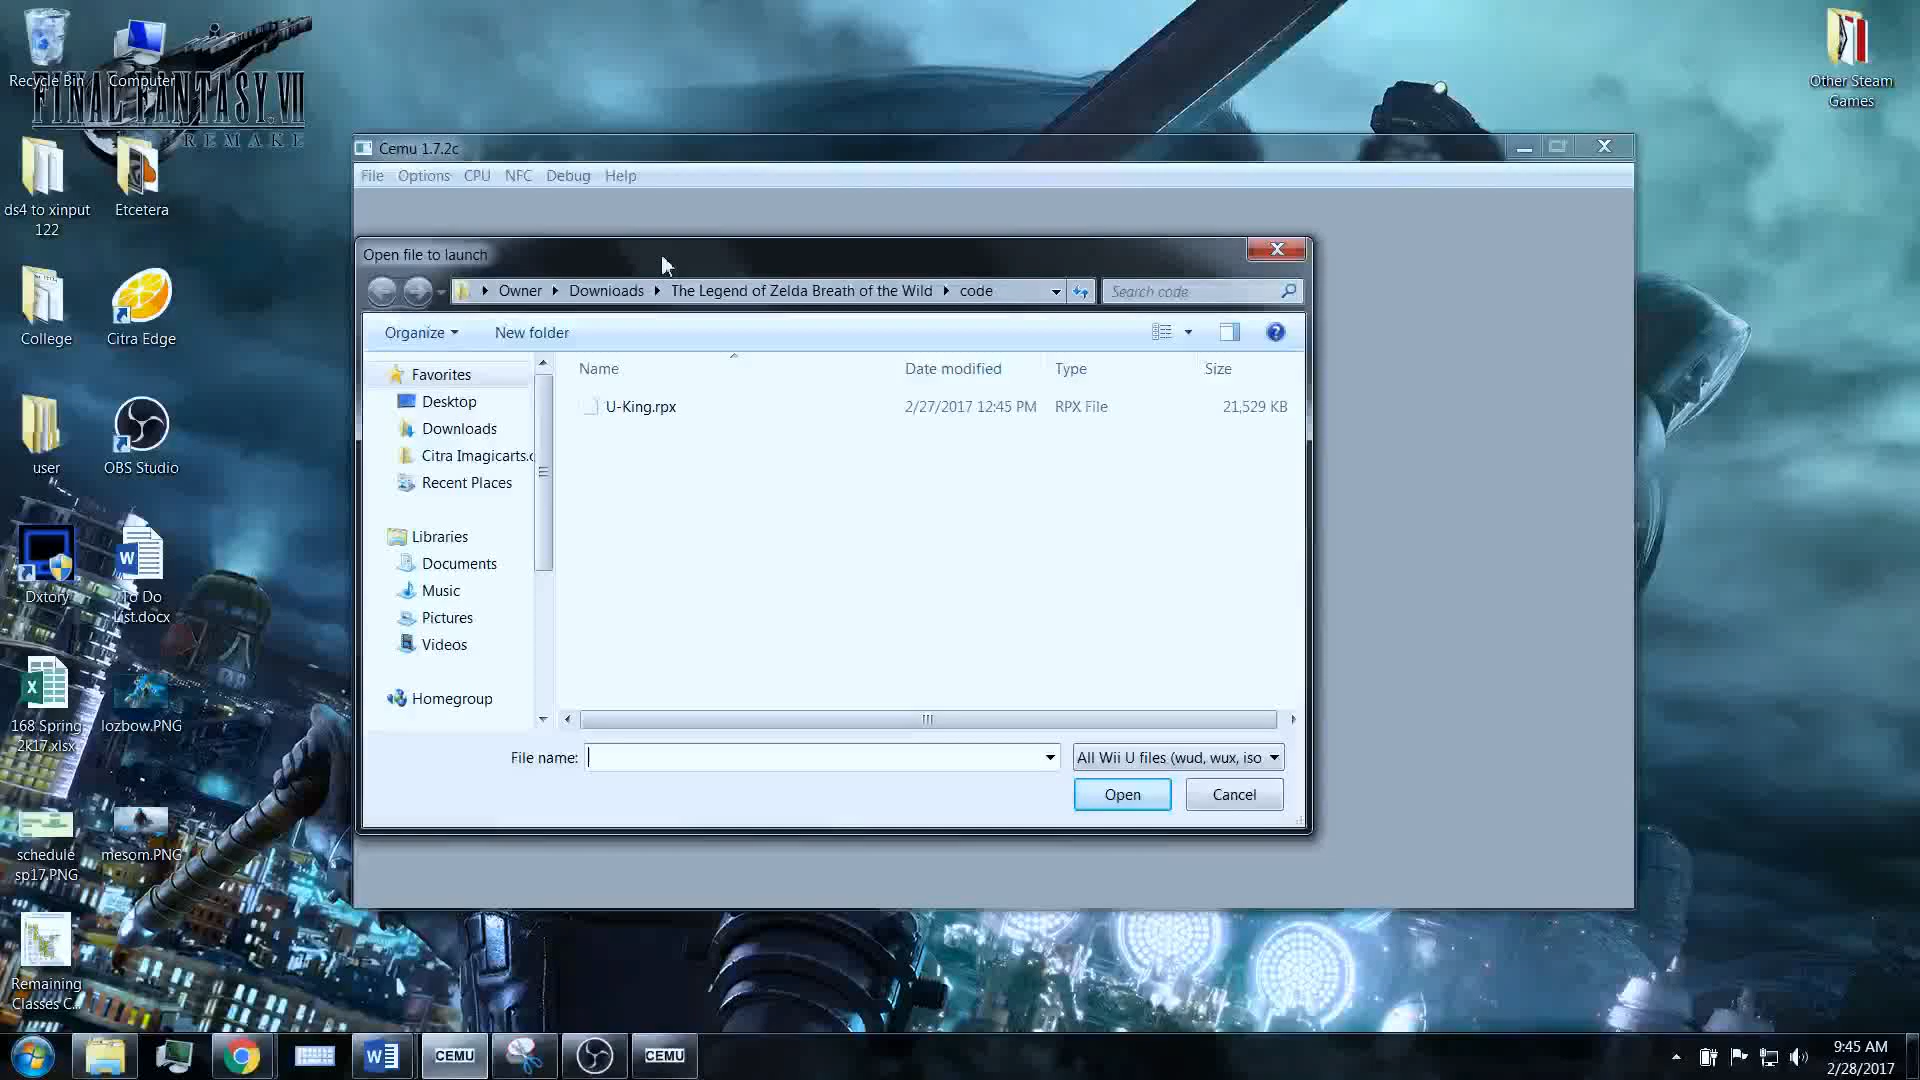 Recycle Bin
Computer
FINAL FANTASY VII
REMAKE
ds4 to xinput
122
Etcetera
College
Citra Edge
user
OBS Studio
Dxtory
To Do
List.docx
168 Spring
2k17.xlsx
lozbow.PNG
schedule
sp17.PNG
mesom.PNG
Remaining
Classes C...
Other Steam
Games
Cemu 1.7.2c
File Options CPU NFC Debug Help
Open file to launch
Owner Downloads The Legend of Zelda Breath of the Wild code
Search code
Organize New folder
Favorites
Desktop
Downloads
Citra Imagicarts.c
Recent Places
Libraries
Documents
Music
Pictures
Videos
Homegroup
Name Date modified Type Size
U-King.rpx 2/27/2017 12:45 PM RPX File 21,529 KB
File name:
All Wii U files (wud, wux, iso
Open Cancel
CEMU
CEMU
9:45 AM
2/28/2017